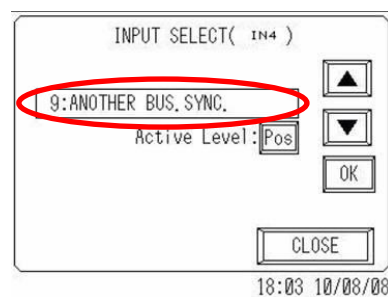 INPUT SELECT( IN4 )
9:ANOTHER BUS.SYNC.
Active Level:Pos
OK
CLOSE
18:03 10/08/08